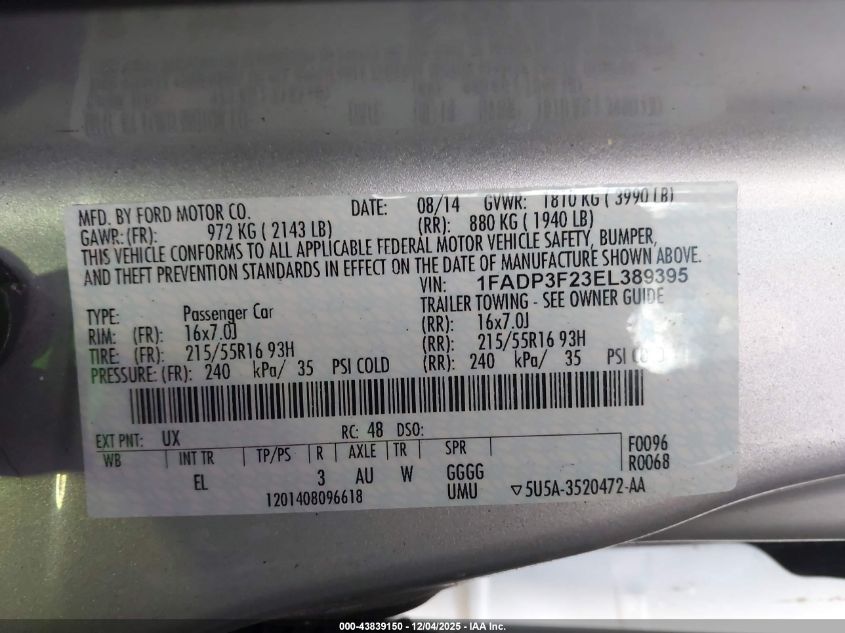 MFD. BY FORD MOTOR CO. DATE: 08/14 GVWR: 1810 KG ( 3990 LB)
GAWR: (FR): 972 KG ( 2143 LB) (RR): 880 KG ( 1940 LB)
THIS VEHICLE CONFORMS TO ALL APPLICABLE FEDERAL MOTOR VEHICLE SAFETY, BUMPER,
AND THEFT PREVENTION STANDARDS IN EFFECT ON THE DATE OF MANUFACTURE SHOWN ABOVE.
VIN: 1FADP3F23EL389395
TYPE: Passenger Car TRAILER TOWING - SEE OWNER GUIDE
RIM: (FR): 16x7.0J (RR): 16x7.0J
TIRE: (FR): 215/55R16 93H (RR): 215/55R16 93H
PRESSURE: (FR): 240 kPa/ 35 PSI COLD (RR): 240 kPa/ 35 PSI COLD
EXT PNT: UX RC: 48 DSO: F0096
WB INT TR TP/PS R AXLE TR SPR R0068
EL 3 AU W GGGG
1201408096618 UMU ▽5U5A-3520472-AA
000-43839150 - 12/04/2025 - IAA Inc.